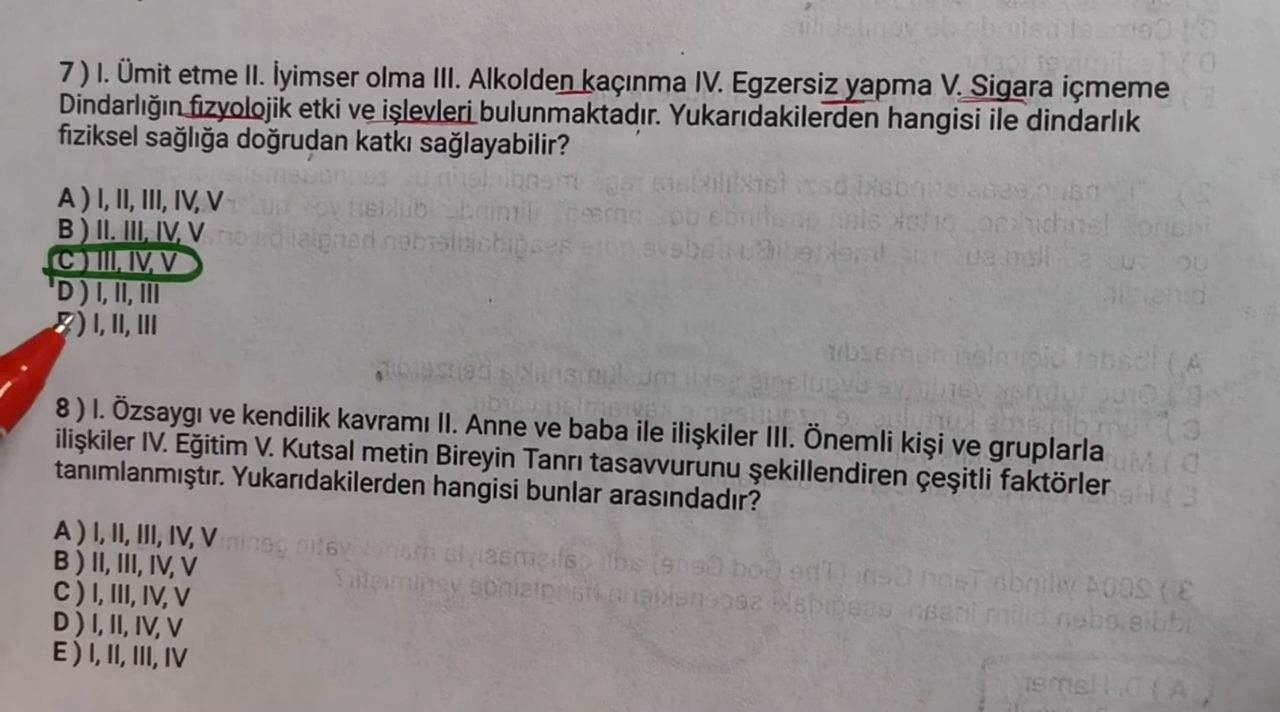 7 ) I. Ümit etme II. İyimser olma III. Alkolden kaçınma IV. Egzersiz yapma V. Sigara içmeme
Dindarlığın fizyolojik etki ve işlevleri bulunmaktadır. Yukarıdakilerden hangisi ile dindarlık
fiziksel sağlığa doğrudan katkı sağlayabilir?
A ) I, II, III, IV, V
B ) II. III, IV, V
C ) III, IV, V
D ) I, II, III
E ) I, II, III
8 ) I. Özsaygı ve kendilik kavramı II. Anne ve baba ile ilişkiler III. Önemli kişi ve gruplarla
ilişkiler IV. Eğitim V. Kutsal metin Bireyin Tanrı tasavvurunu şekillendiren çeşitli faktörler
tanımlanmıştır. Yukarıdakilerden hangisi bunlar arasındadır?
A ) I, II, III, IV, V
B ) II, III, IV, V
C ) I, III, IV, V
D ) I, II, IV, V
E ) I, II, III, IV